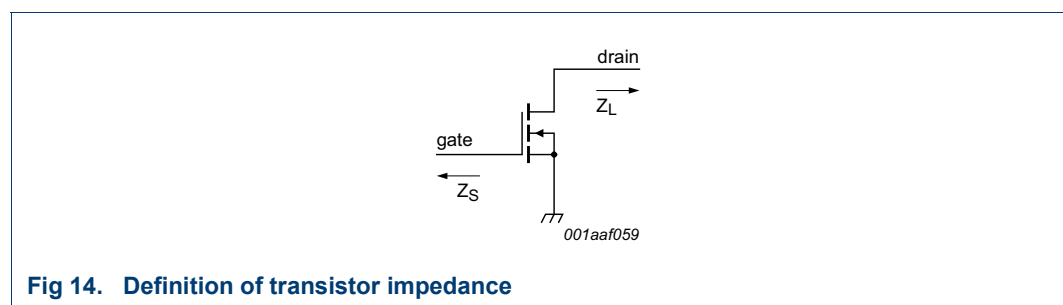 drain
Z_L
gate
Z_S
001aaf059
Fig 14. Definition of transistor impedance